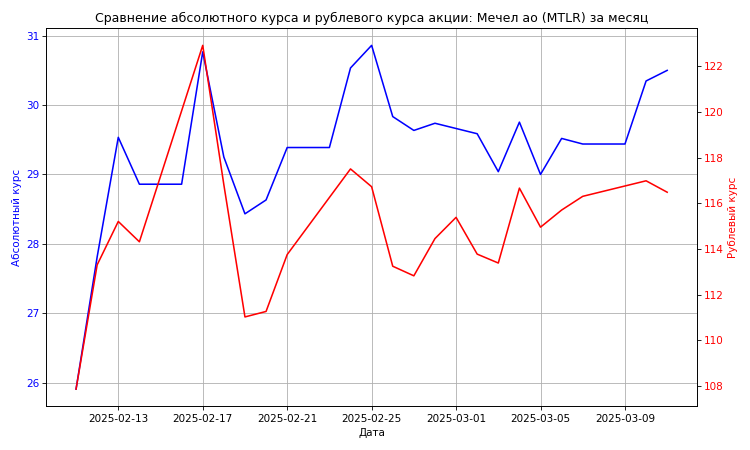 Сравнение абсолютного курса и рублевого курса акции: Мечел ао (MTLR) за месяц
31
30
29
28
27
26
Абсолютный курс
122
120
118
116
114
112
110
108
Рублевый курс
2025-02-13 2025-02-17 2025-02-21 2025-02-25 2025-03-01 2025-03-05 2025-03-09
Дата